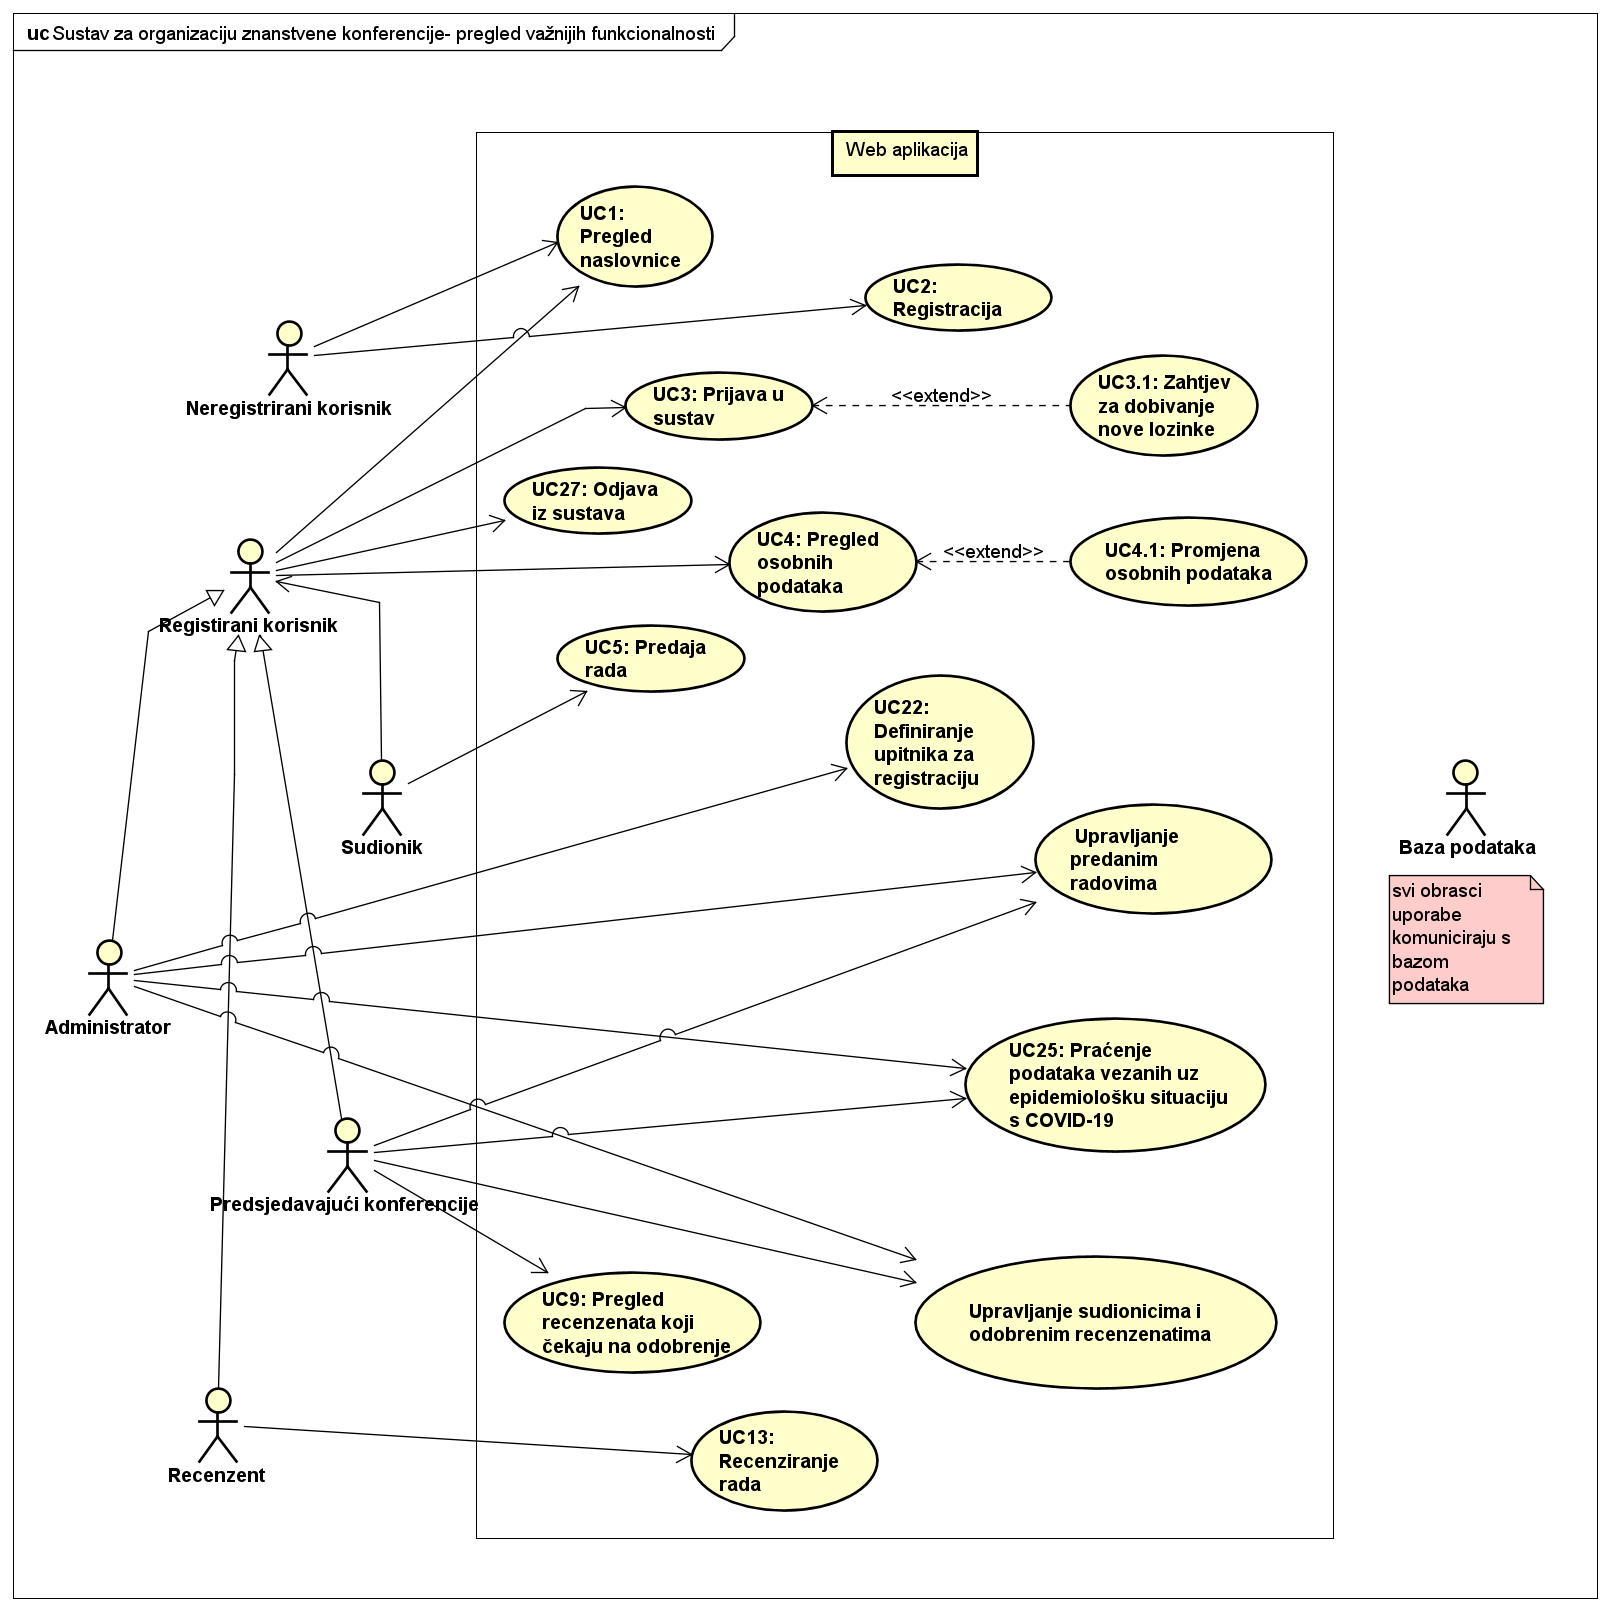 uc Sustav za organizaciju znanstvene konferencije- pregled važnijih funkcionalnosti
Web aplikacija
UC1:
Pregled
naslovnice
UC2:
Registracija
Neregistrirani korisnik
UC3: Prijava u
sustav
<<extend>>
UC3.1: Zahtjev
za dobivanje
nove lozinke
UC27: Odjava
iz sustava
UC4: Pregled
osobnih
podataka
<<extend>>
UC4.1: Promjena
osobnih podataka
Registirani korisnik
UC5: Predaja
rada
UC22:
Definiranje
upitnika za
registraciju
Sudionik
Upravljanje
predanim
radovima
Baza podataka
svi obrasci
uporabe
komuniciraju s
bazom
podataka
Administrator
UC25: Praćenje
podataka vezanih uz
epidemiološku situaciju
s COVID-19
Predsjedavajući konferencije
UC9: Pregled
recenzenata koji
čekaju na odobrenje
Upravljanje sudionicima i
odobrenim recenzenatima
Recenzent
UC13:
Recenziranje
rada